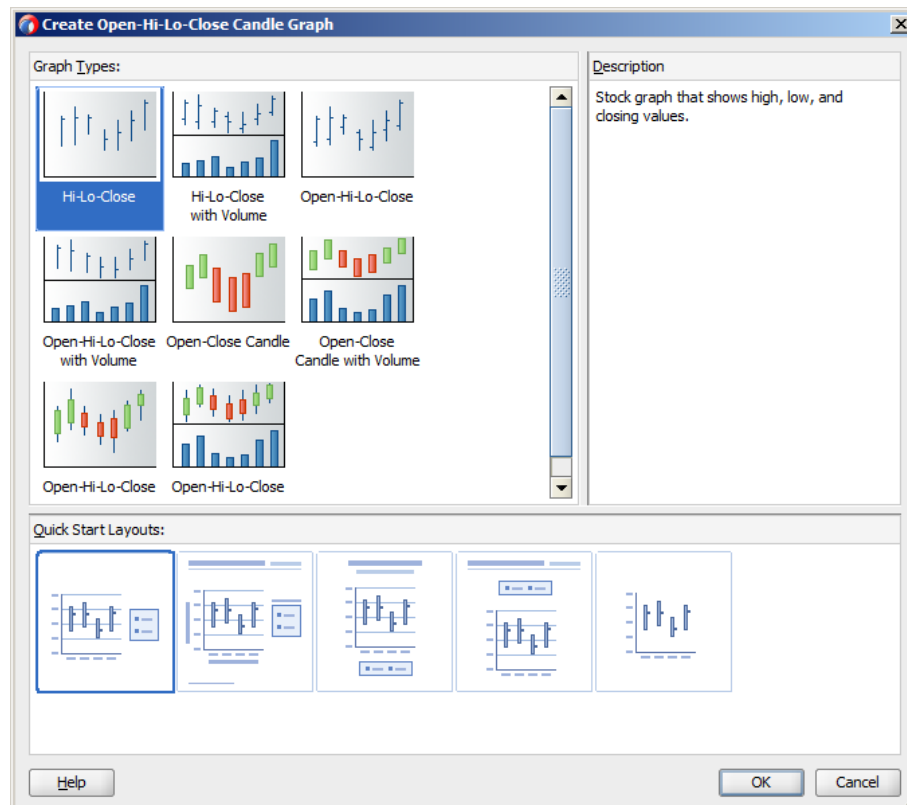 Create Open-Hi-Lo-Close Candle Graph
Graph Types:
Hi-Lo-Close
Hi-Lo-Close
with Volume
Open-Hi-Lo-Close
Open-Hi-Lo-Close
with Volume
Open-Close Candle
Open-Close
Candle with Volume
Open-Hi-Lo-Close
Open-Hi-Lo-Close
Description
Stock graph that shows high, low, and
closing values.
Quick Start Layouts:
Help
OK
Cancel